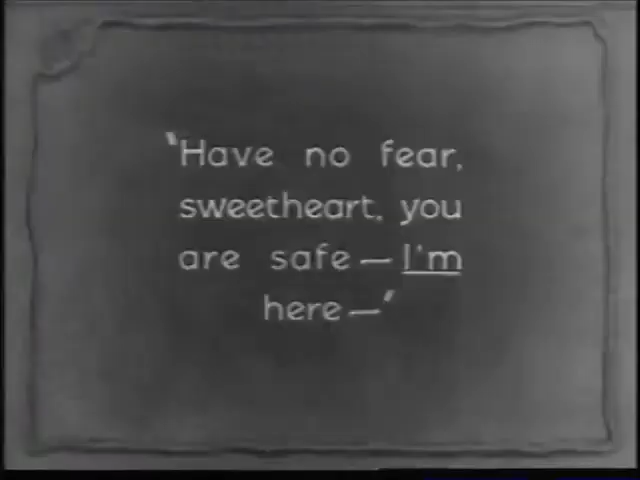 "Have no fear,
sweetheart, you
are safe — I'm
here —"